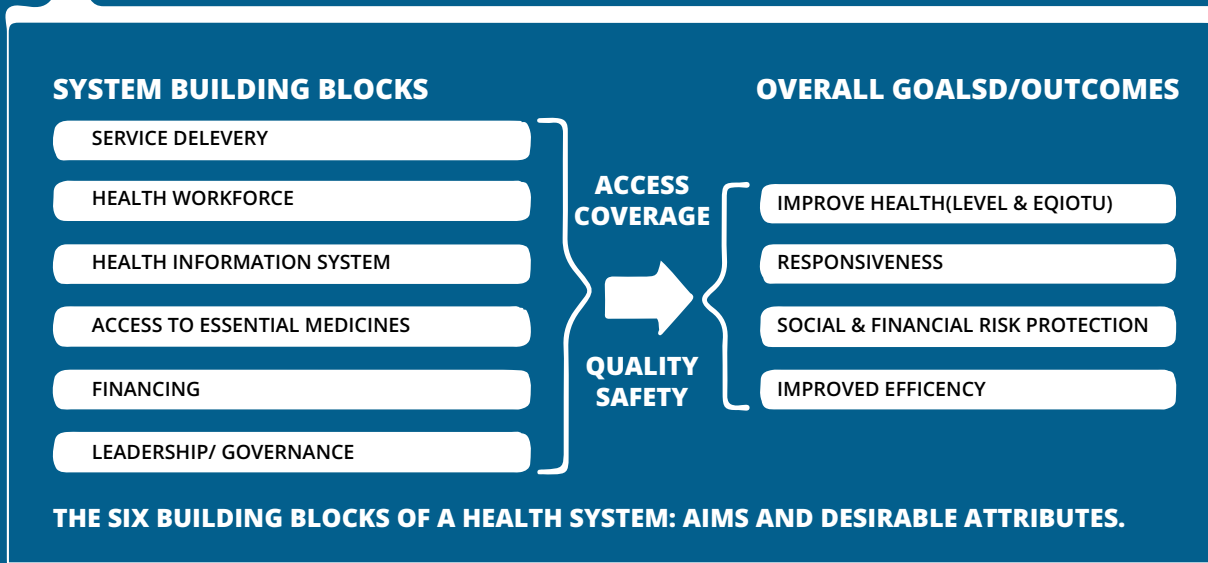 SYSTEM BUILDING BLOCKS
SERVICE DELEVERY
HEALTH WORKFORCE
HEALTH INFORMATION SYSTEM
ACCESS TO ESSENTIAL MEDICINES
FINANCING
LEADERSHIP/ GOVERNANCE
ACCESS
COVERAGE
QUALITY
SAFETY
OVERALL GOALSD/OUTCOMES
IMPROVE HEALTH(LEVEL & EQIOTU)
RESPONSIVENESS
SOCIAL & FINANCIAL RISK PROTECTION
IMPROVED EFFICENCY
THE SIX BUILDING BLOCKS OF A HEALTH SYSTEM: AIMS AND DESIRABLE ATTRIBUTES.